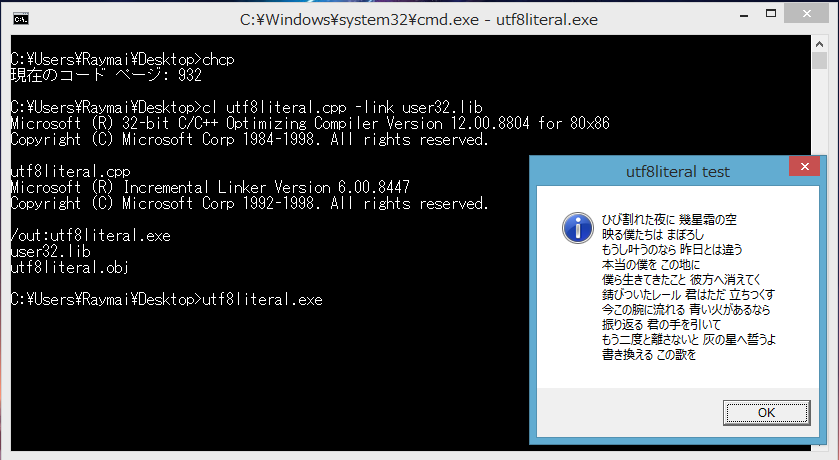 C:¥Windows¥system32¥cmd.exe - utf8literal.exe
C:¥Users¥Raymai¥Desktop>chcp
現在のコード ページ: 932
C:¥Users¥Raymai¥Desktop>cl utf8literal.cpp -link user32.lib
Microsoft (R) 32-bit C/C++ Optimizing Compiler Version 12.00.8804 for 80x86
Copyright (C) Microsoft Corp 1984-1998. All rights reserved.
utf8literal.cpp
Microsoft (R) Incremental Linker Version 6.00.8447
Copyright (C) Microsoft Corp 1992-1998. All rights reserved.
/out:utf8literal.exe
user32.lib
utf8literal.obj
C:¥Users¥Raymai¥Desktop>utf8literal.exe
utf8literal test
ひび割れた夜に 幾星霜の空
映る僕たちは まぼろし
もうし叶うのなら 昨日とは違う
本当の僕を この地に
僕ら生きてきたこと 彼方へ消えてく
錆びついたレール 君はただ 立ちつくす
今この腕に流れる 青い火があるなら
振り返る 君の手を引いて
もう二度と離さないと 灰の星へ誓うよ
書き換える この歌を
OK